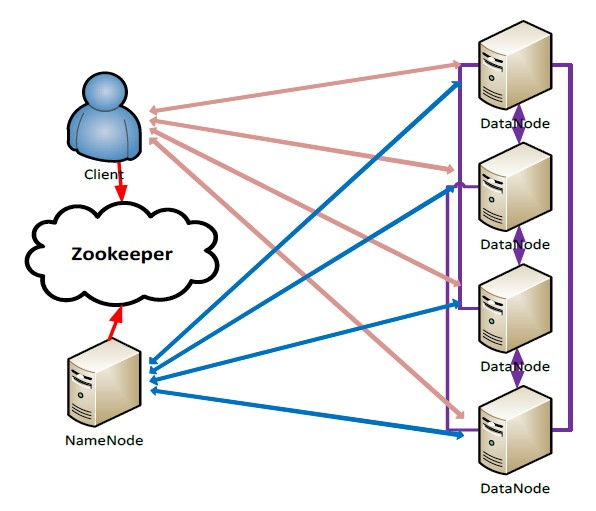 Client
Zookeeper
NameNode
DataNode
DataNode
DataNode
DataNode